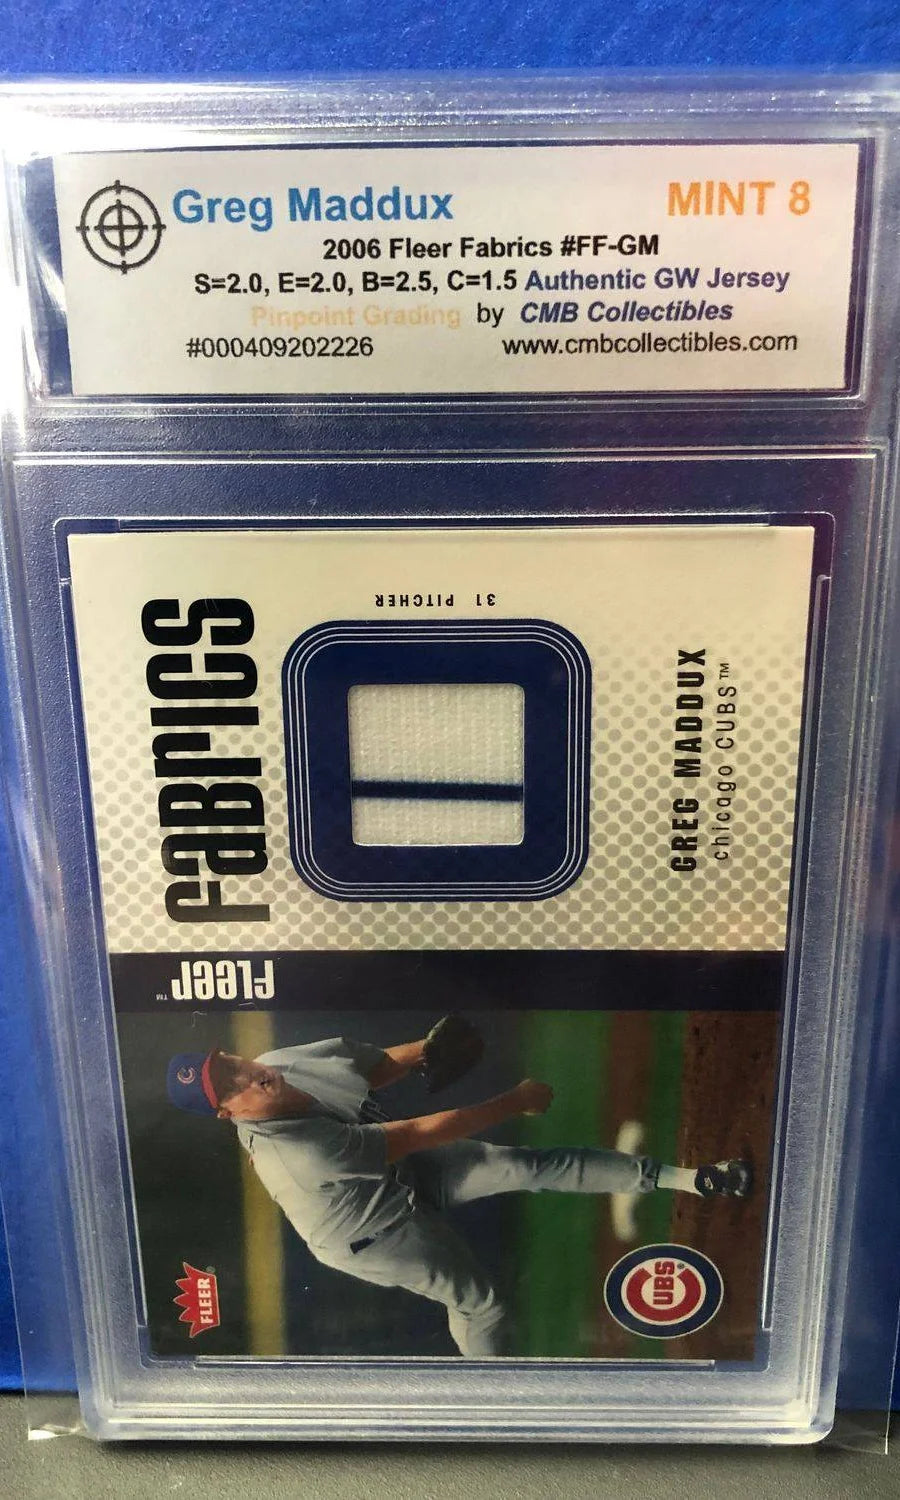 Greg Maddux MINT 8
2006 Fleer Fabrics #FF-GM
S=2.0, E=2.0, B=2.5, C=1.5 Authentic GW Jersey
Pinpoint Grading by CMB Collectibles
#000409202226 www.cmbcollectibles.com
31 PITCHER
FLeer™
FaBrICS
GREG MADDUX
chicago CUBS™
C
FLEER®
CUBS®